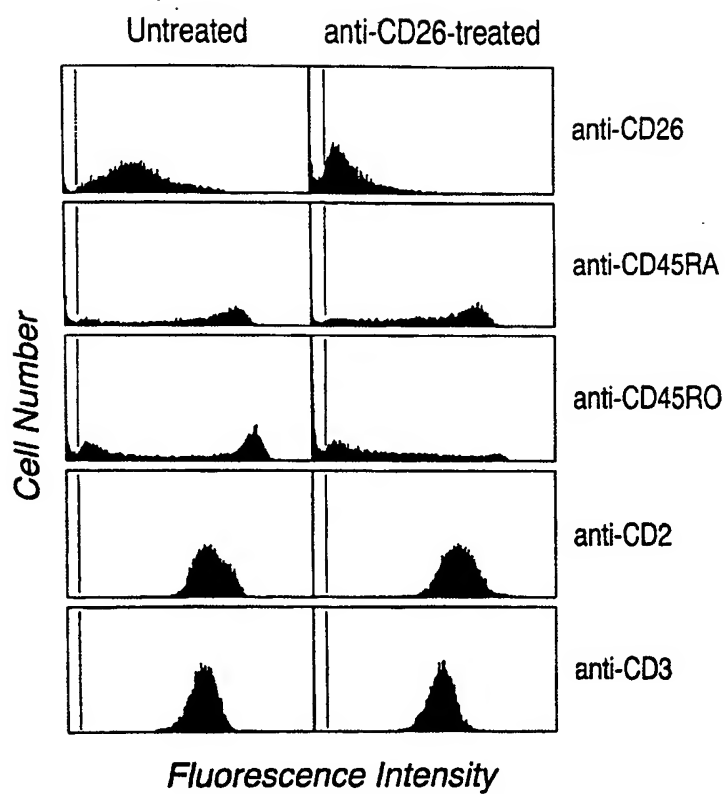 Untreated anti-CD26-treated
anti-CD26
anti-CD45RA
anti-CD45RO
anti-CD2
anti-CD3
Cell Number
Fluorescence Intensity